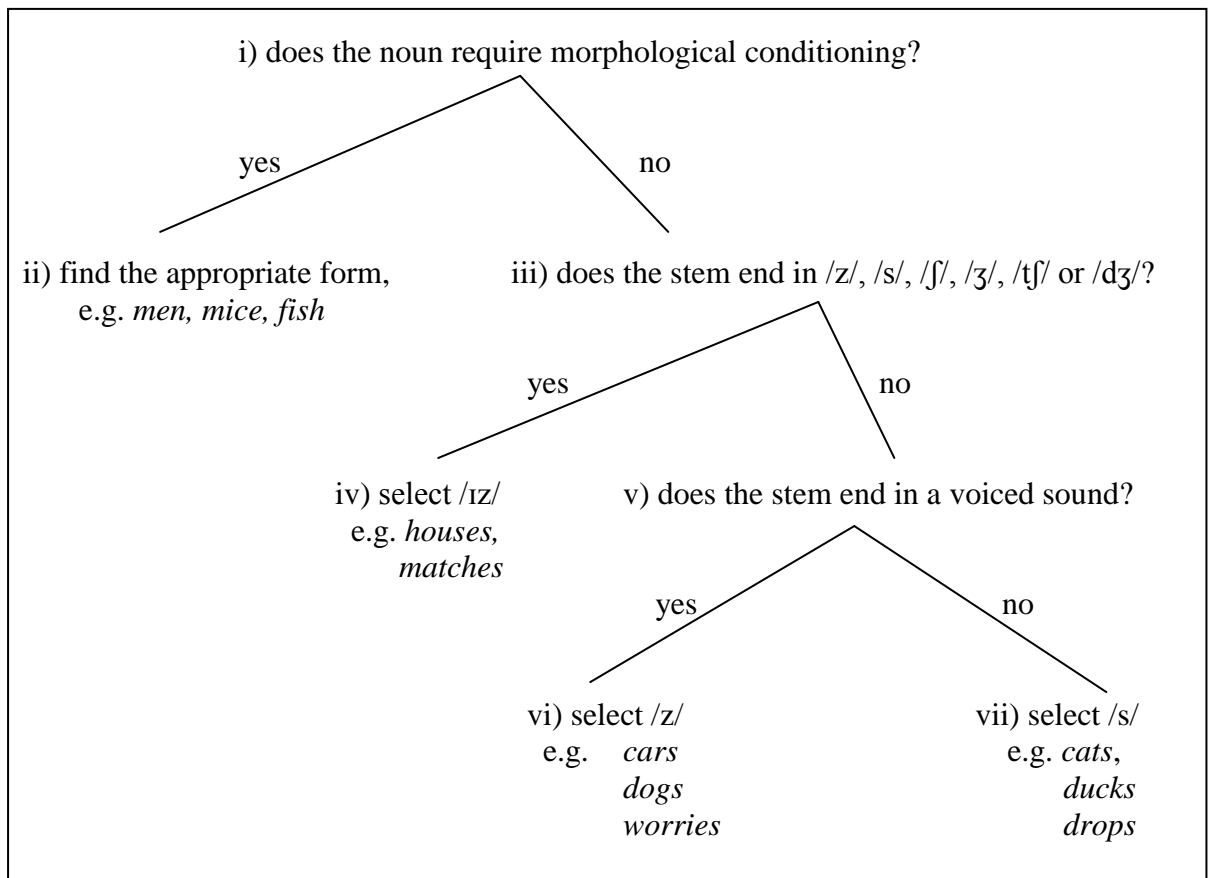 i) does the noun require morphological conditioning?
yes
no
ii) find the appropriate form,
e.g. men, mice, fish
iii) does the stem end in /z/, /s/, /ʃ/, /ʒ/, /tʃ/ or /dʒ/?
yes
no
iv) select /ɪz/
e.g. houses,
matches
v) does the stem end in a voiced sound?
yes
no
vi) select /z/
e.g. cars
dogs
worries
vii) select /s/
e.g. cats,
ducks
drops